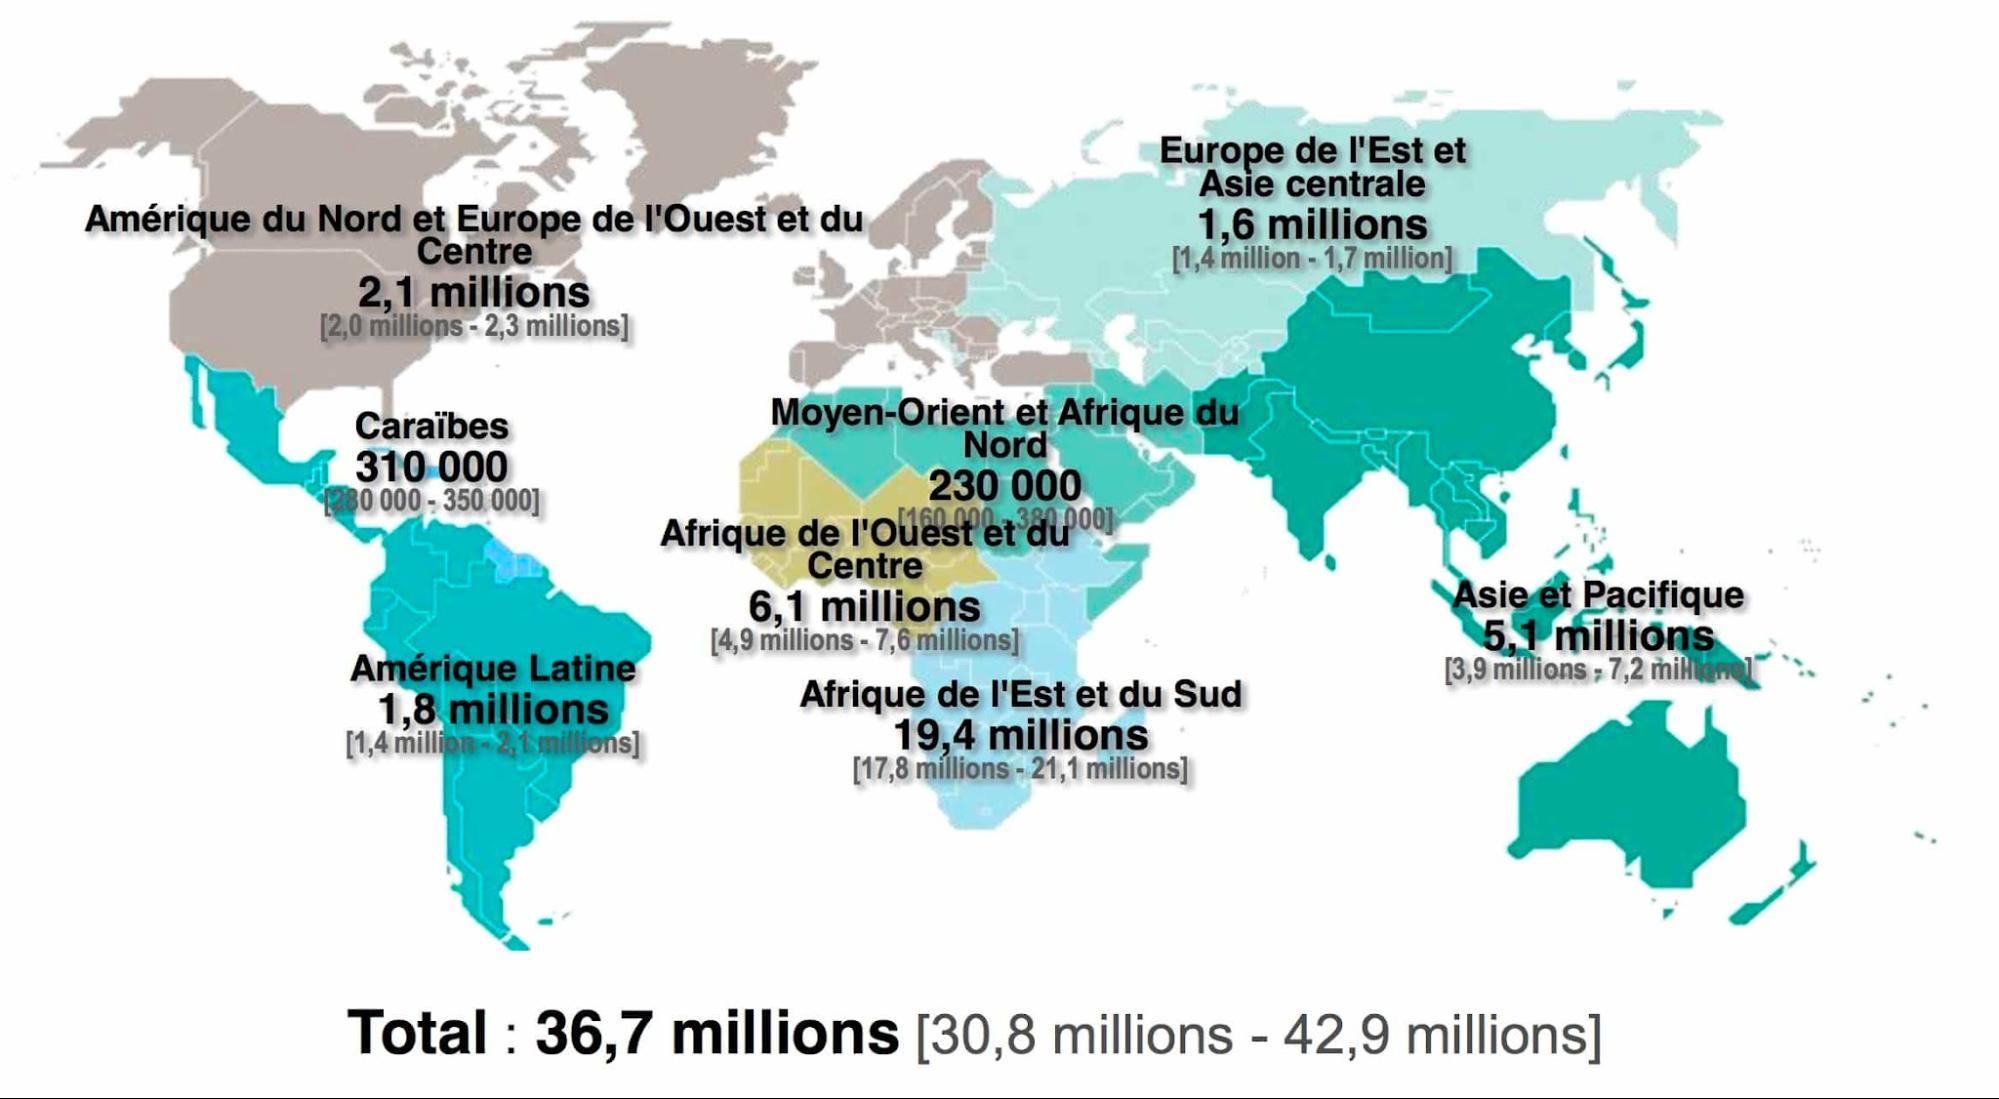 Europe de l'Est et
Asie centrale
1,6 millions
[1,4 million - 1,7 million]
Amérique du Nord et Europe de l'Ouest et du
Centre
2,1 millions
[2,0 millions - 2,3 millions]
Caraïbes
310 000
[280 000 - 350 000]
Moyen-Orient et Afrique du
Nord
230 000
[160 000 - 380 000]
Afrique de l'Ouest et du
Centre
6,1 millions
[4,9 millions - 7,6 millions]
Asie et Pacifique
5,1 millions
[3,9 millions - 7,2 millions]
Amérique Latine
1,8 millions
[1,4 million - 2,1 millions]
Afrique de l'Est et du Sud
19,4 millions
[17,8 millions - 21,1 millions]
Total : 36,7 millions [30,8 millions - 42,9 millions]